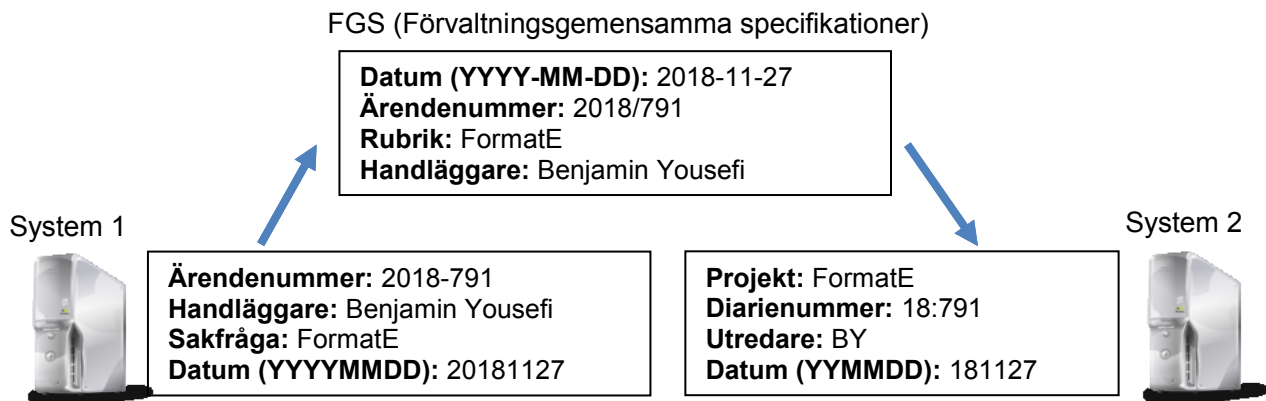 FGS (Förvaltningsgemensamma specifikationer)
Datum (YYYY-MM-DD): 2018-11-27
Ärendenummer: 2018/791
Rubrik: FormatE
Handläggare: Benjamin Yousefi
System 1
Ärendenummer: 2018-791
Handläggare: Benjamin Yousefi
Sakfråga: FormatE
Datum (YYYYMMDD): 20181127
System 2
Projekt: FormatE
Diarienummer: 18:791
Utredare: BY
Datum (YYMMDD): 181127